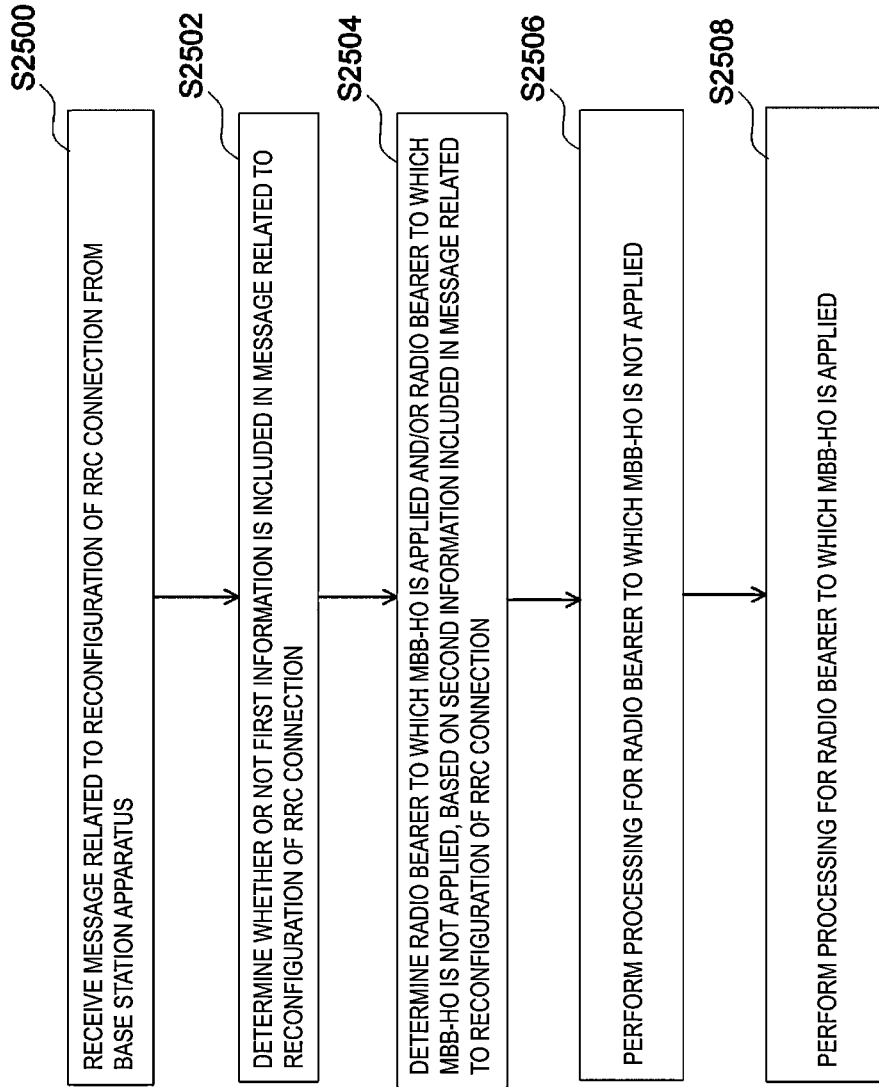 S2500
RECEIVE MESSAGE RELATED TO RECONFIGURATION OF RRC CONNECTION FROM
BASE STATION APPARATUS
S2502
DETERMINE WHETHER OR NOT FIRST INFORMATION IS INCLUDED IN MESSAGE RELATED TO
RECONFIGURATION OF RRC CONNECTION
S2504
DETERMINE RADIO BEARER TO WHICH MBB-HO IS APPLIED AND/OR RADIO BEARER TO WHICH
MBB-HO IS NOT APPLIED, BASED ON SECOND INFORMATION INCLUDED IN MESSAGE RELATED
TO RECONFIGURATION OF RRC CONNECTION
S2506
PERFORM PROCESSING FOR RADIO BEARER TO WHICH MBB-HO IS NOT APPLIED
S2508
PERFORM PROCESSING FOR RADIO BEARER TO WHICH MBB-HO IS APPLIED